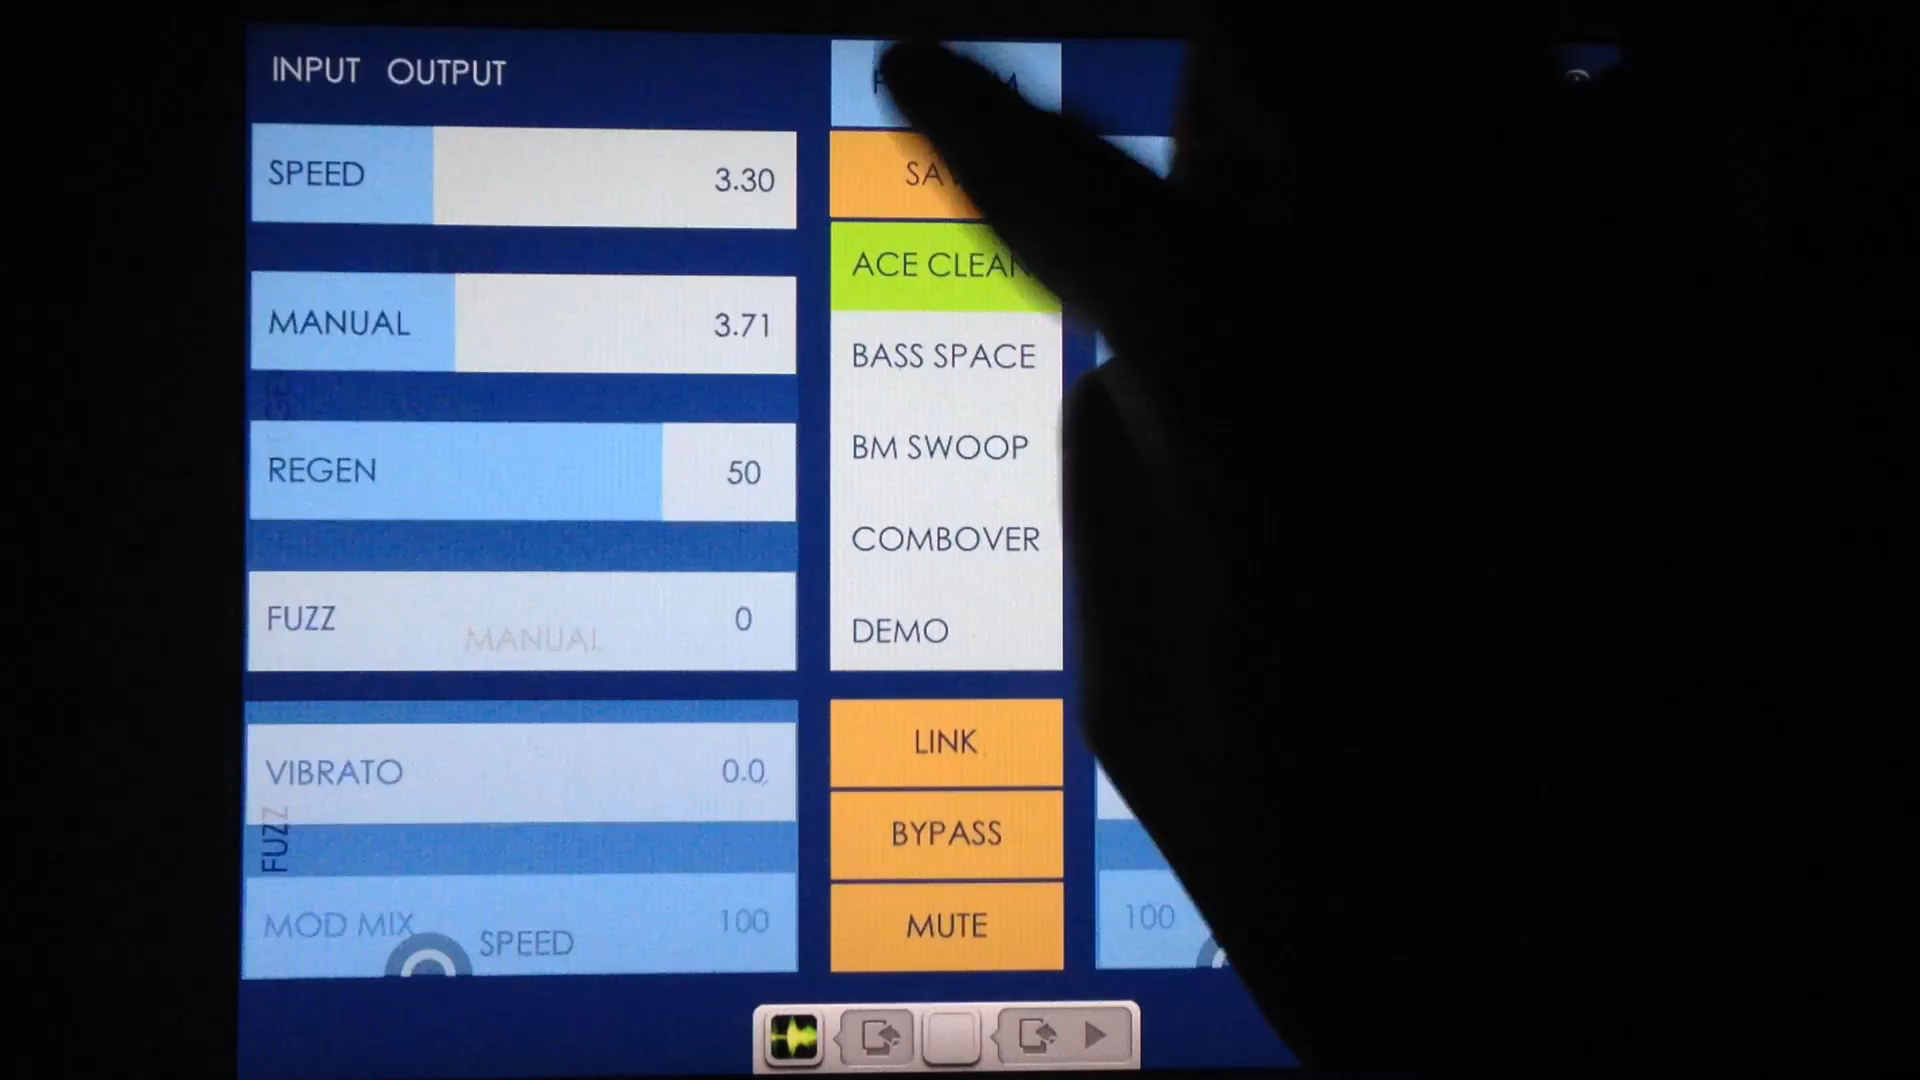 INPUT OUTPUT
SPEED 3.30
MANUAL 3.71
REGEN 50
FUZZ 0
MANUAL
VIBRATO 0.0
FUZZ
MOD MIX 100
SPEED
ACE CLEAN
BASS SPACE
BM SWOOP
COMBOVER
DEMO
LINK
BYPASS
MUTE
100